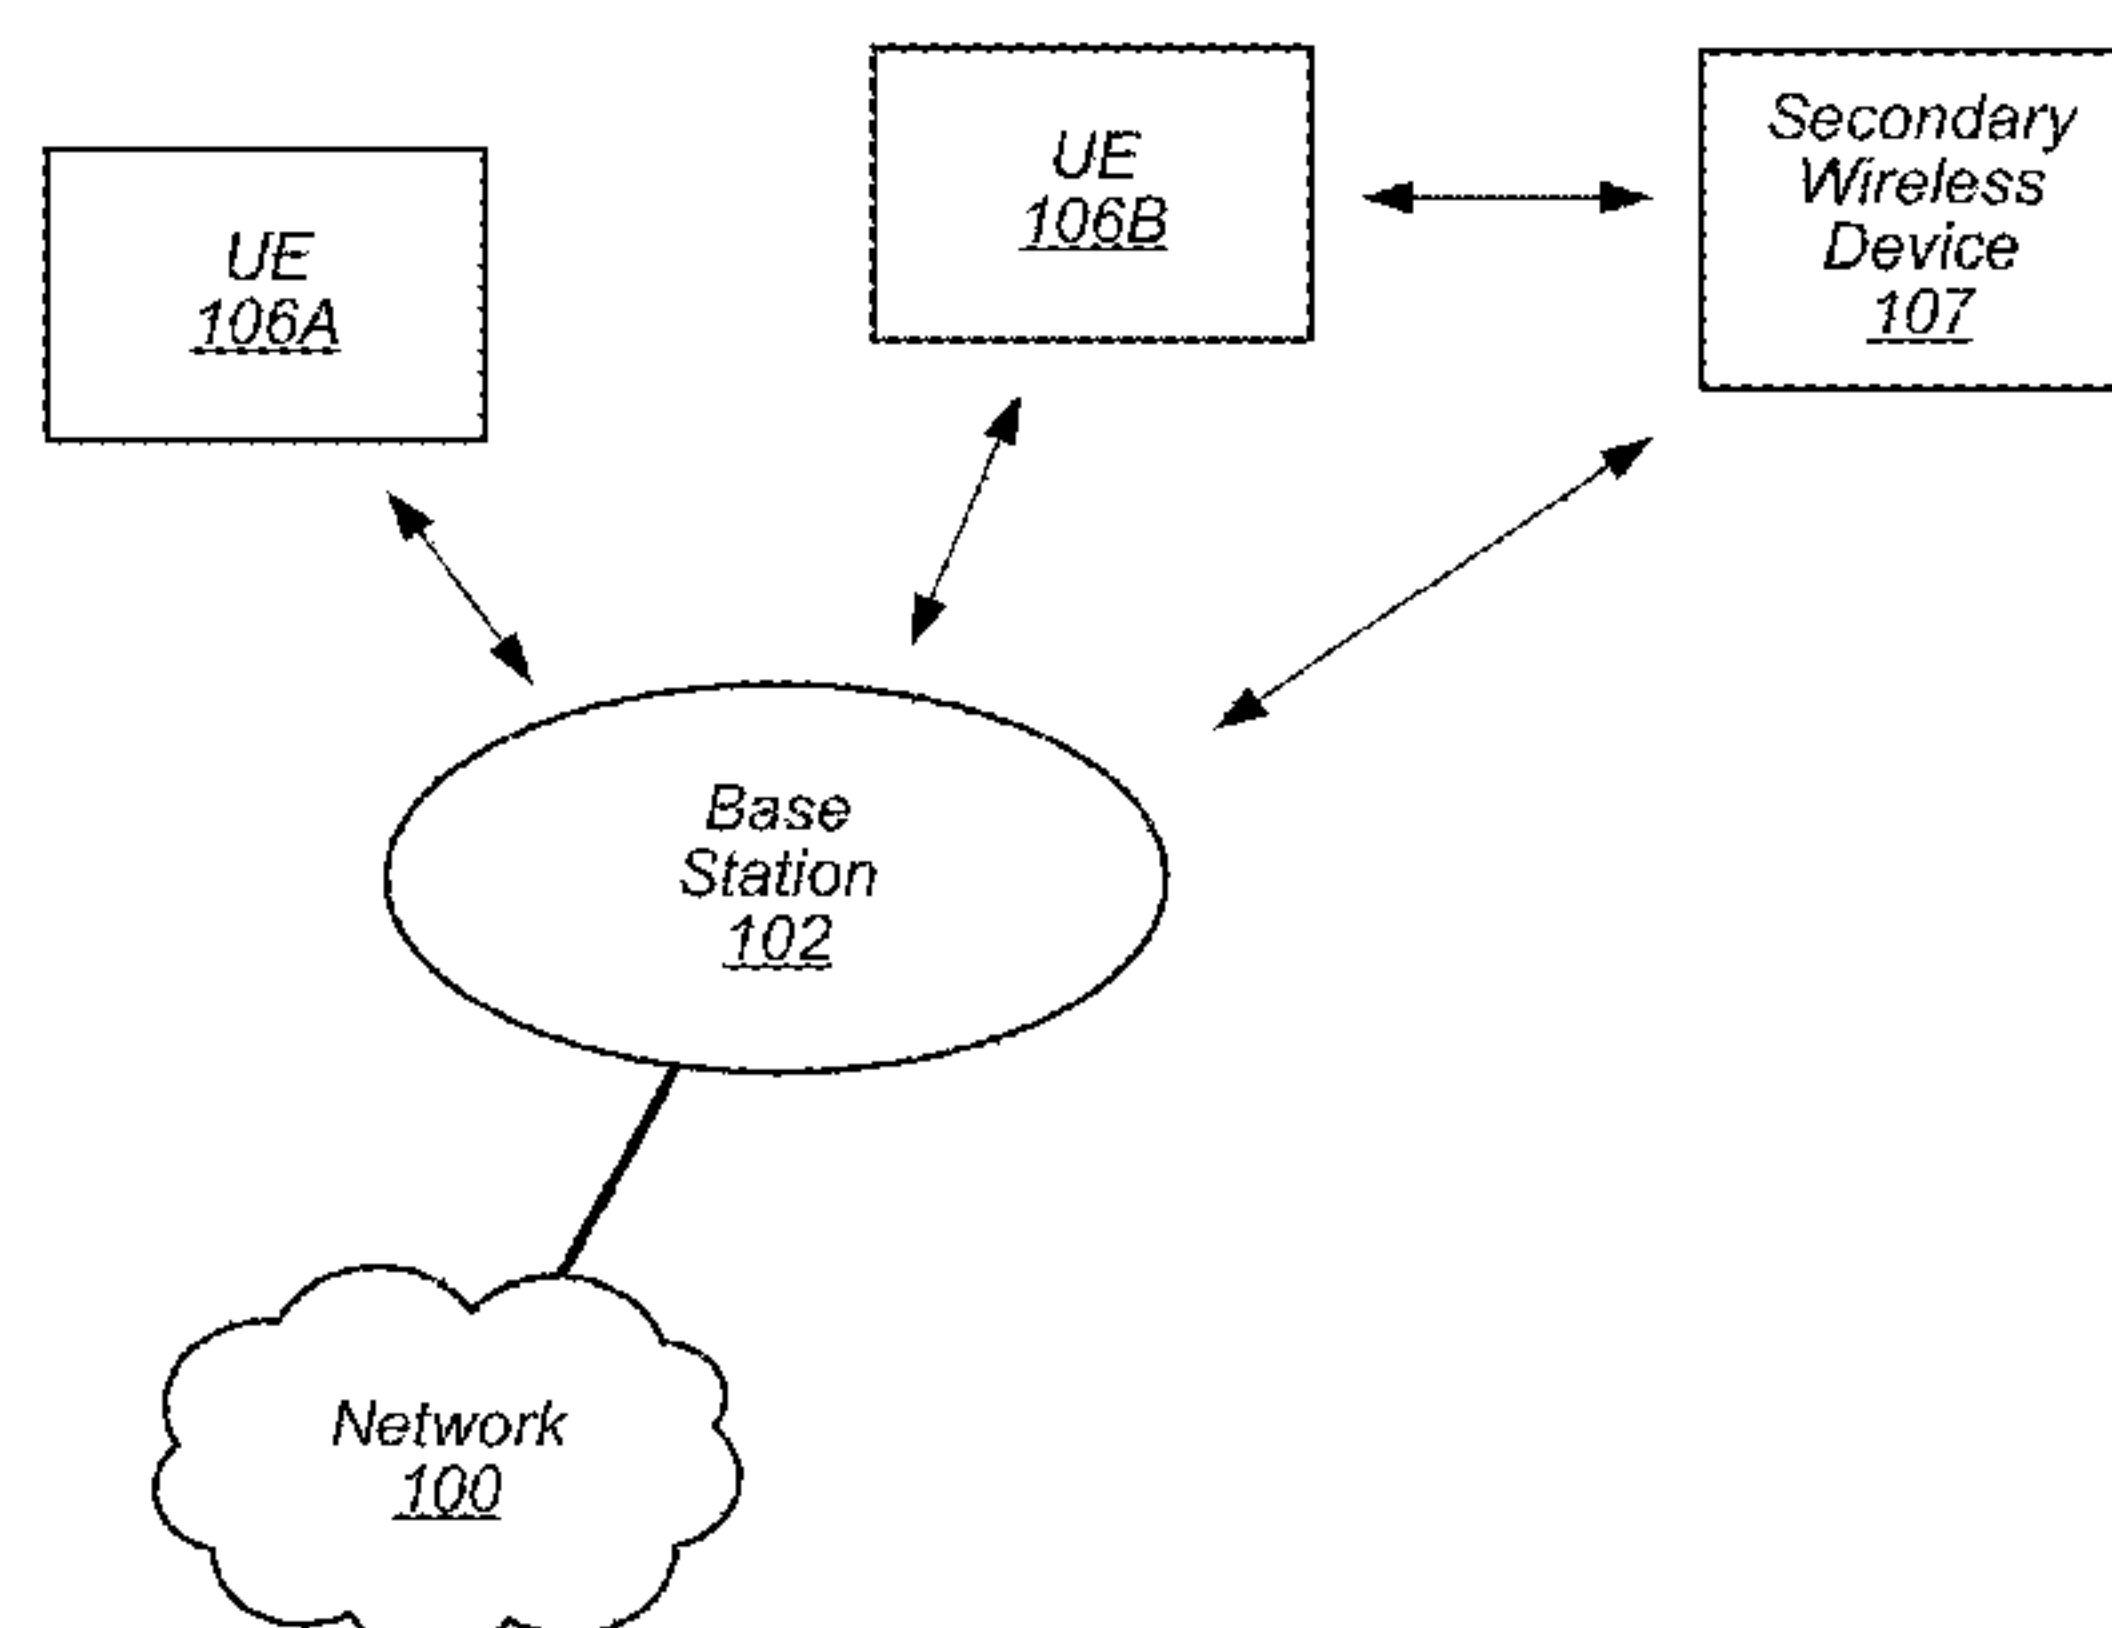 UE
106A
UE
106B
Secondary
Wireless
Device
107
Base
Station
102
Network
100